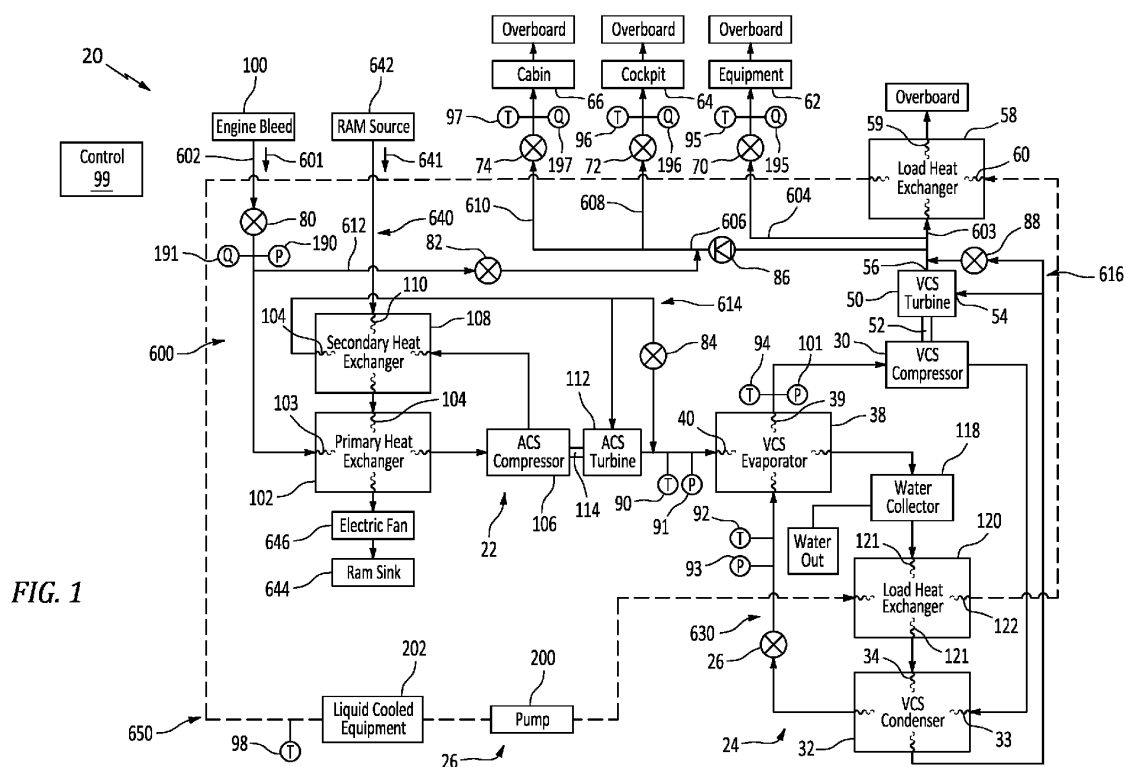 Overboard
Overboard
Overboard
20
100
642
Cabin
Cockpit
Equipment
Overboard
66
64
62
97
T
Q
96
T
Q
95
T
Q
59
58
Engine Bleed
RAM Source
197
196
195
602
601
641
74
72
70
Control
99
Load Heat
Exchanger
60
604
610
608
606
603
88
80
640
82
191
Q
P
190
612
86
56
616
110
VCS
Turbine
50
54
104
108
614
52
Secondary Heat
Exchanger
84
30
600
94
101
VCS
Compressor
112
T
P
103
104
39
38
40
Primary Heat
Exchanger
ACS
Compressor
ACS
Turbine
VCS
Evaporator
118
114
T
P
Water
Collector
102
106
90
91
92
22
T
Electric Fan
121
120
646
93
P
Water
Out
Ram Sink
644
Load Heat
Exchanger
FIG. 1
122
630
26
34
121
202
200
VCS
Condenser
Liquid Cooled
Equipment
Pump
650
98
T
26
24
32
33